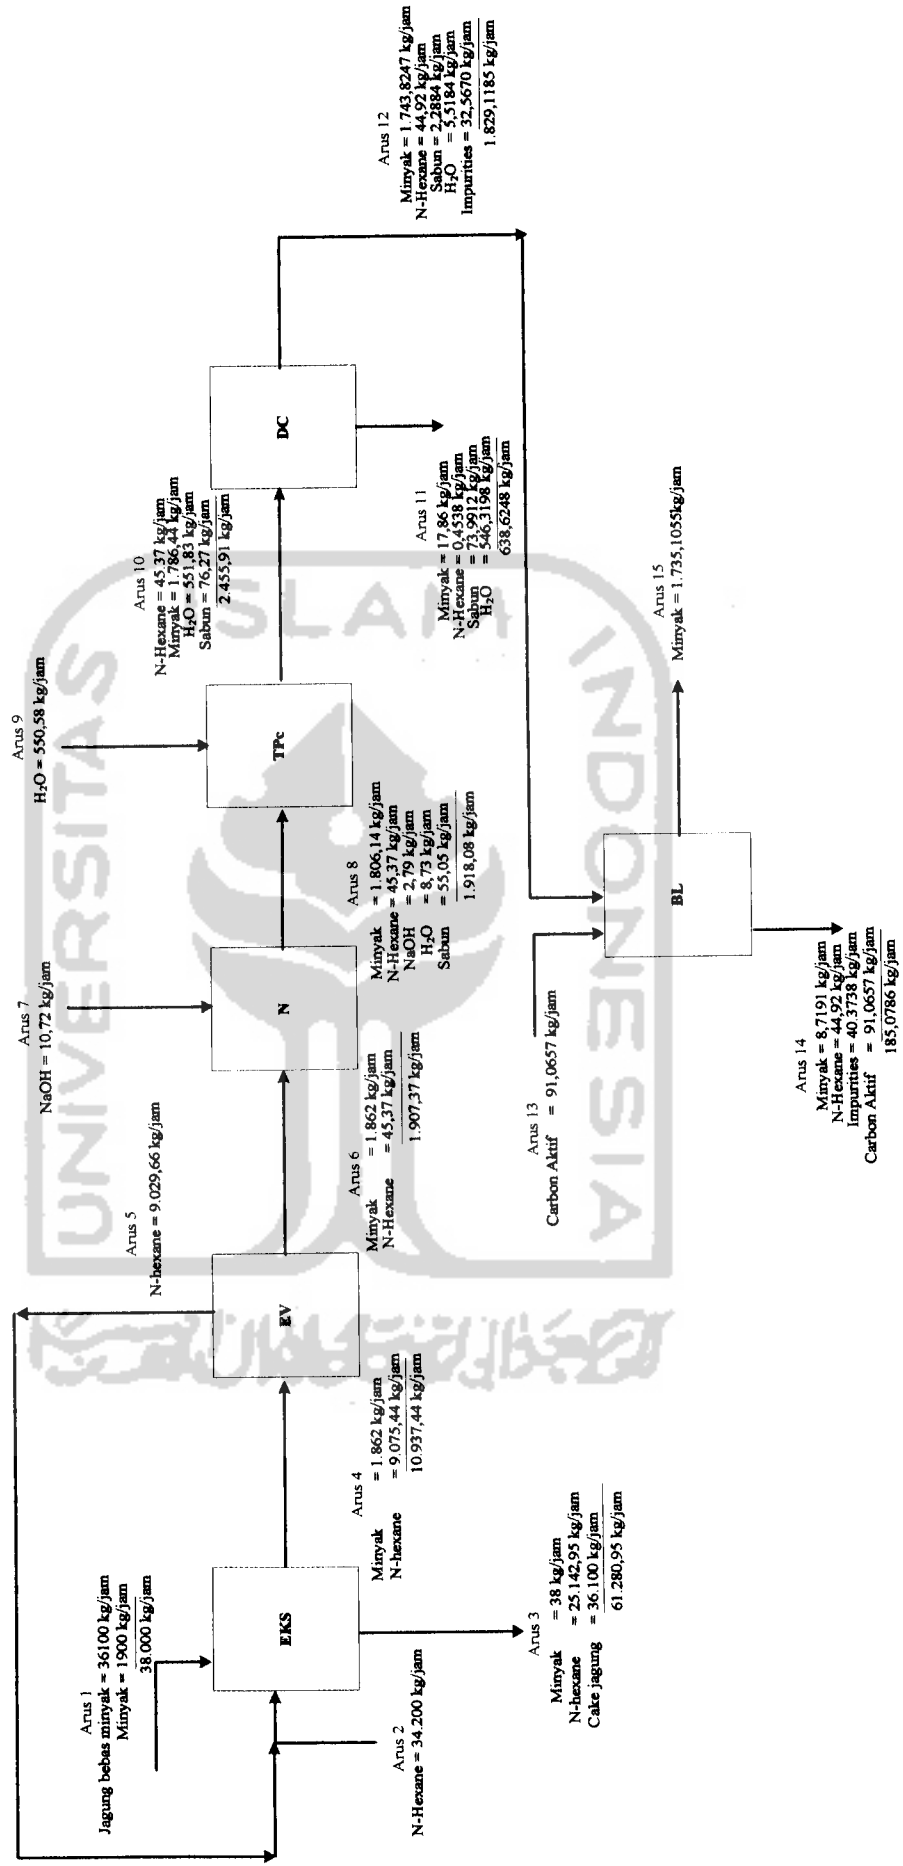 Arus 1
Jagung bebas minyak = 36100 kg/jam
Minyak = 1900 kg/jam
38.000 kg/jam
EKS
Arus 2
N-Hexane = 34.200 kg/jam
Arus 3
Minyak = 38 kg/jam
N-hexane = 25.142,95 kg/jam
Cake jagung = 36.100 kg/jam
61.280,95 kg/jam
Arus 4
Minyak = 1.862 kg/jam
N-hexane = 9.075,44 kg/jam
10.937,44 kg/jam
EV
Arus 5
N-hexane = 9.029,66 kg/jam
Arus 6
Minyak = 1.862 kg/jam
N-Hexane = 45,37 kg/jam
1.907,37 kg/jam
Arus 7
NaOH = 10,72 kg/jam
N
Arus 8
Minyak = 1.806,14 kg/jam
N-Hexane = 45,37 kg/jam
NaOH = 2,79 kg/jam
H₂O = 8,73 kg/jam
Sabun = 55,05 kg/jam
1.918,08 kg/jam
Arus 9
H₂O = 550,58 kg/jam
TPc
Arus 10
N-Hexane = 45.37 kg/jam
Minyak = 1.786,44 kg/jam
H₂O = 551,83 kg/jam
Sabun = 76,27 kg/jam
2.455,91 kg/jam
DC
Arus 11
Minyak = 17,86 kg/jam
N-Hexane = 0,4538 kg/jam
Sabun = 73,9912 kg/jam
H₂O = 546,3198 kg/jam
638,6248 kg/jam
Arus 12
Minyak = 1.743,8247 kg/jam
N-Hexane = 44,92 kg/jam
Sabun = 2,2884 kg/jam
H₂O = 5,5184 kg/jam
Impurities = 32,5670 kg/jam
1.829,1185 kg/jam
Arus 13
Carbon Aktif = 91,0657 kg/jam
BL
Arus 14
Minyak = 8,7191 kg/jam
N-Hexane = 44,92 kg/jam
Impurities = 40.3738 kg/jam
Carbon Aktif = 91,0657 kg/jam
185,0786 kg/jam
Arus 15
Minyak = 1.735,1055kg/jam
UNIVERSITAS
ISLAM
INDONESIA